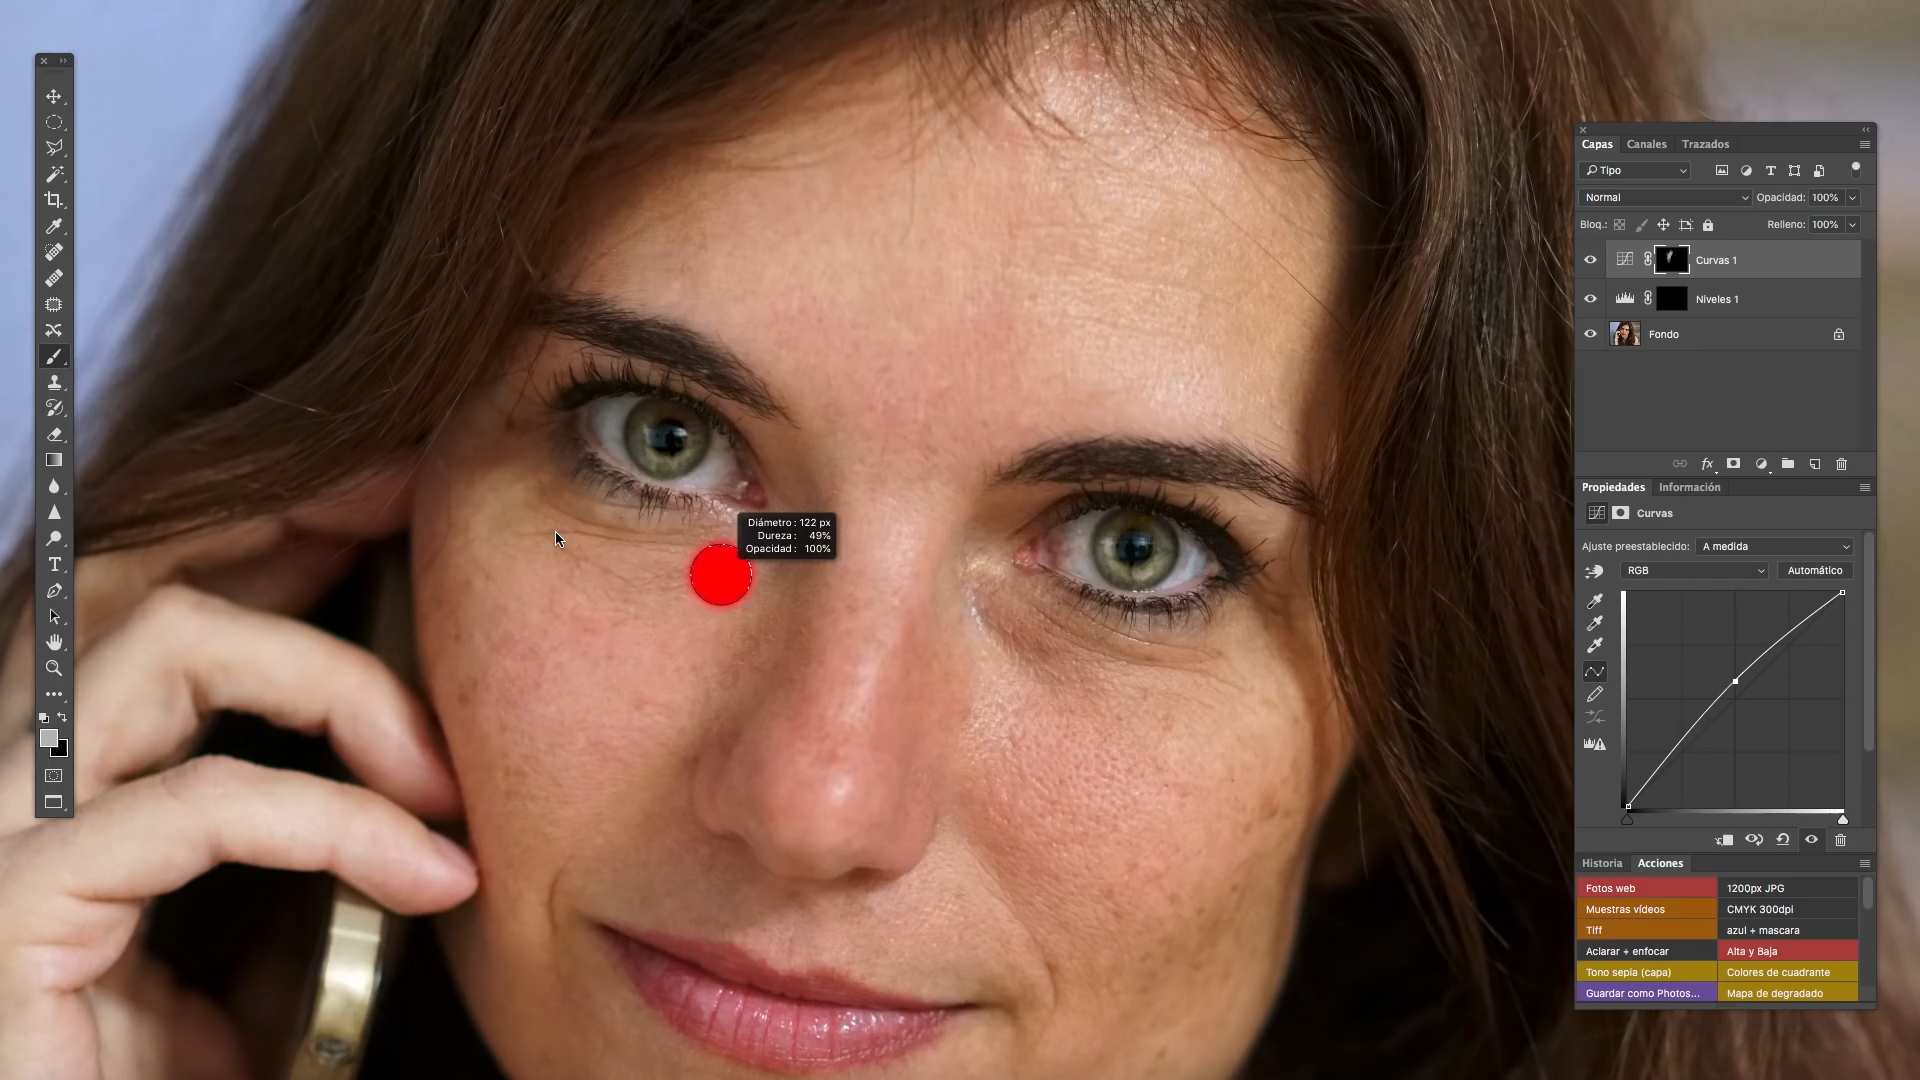 Diámetro : 122 px
Dureza : 49%
Opacidad : 100%
Capas Canales Trazados
Tipo
Normal Opacidad: 100%
Bloq.: Relleno: 100%
Curvas 1
Niveles 1
Fondo
fx
Propiedades Información
Curvas
Ajuste preestablecido: A medida
RGB Automático
Historia Acciones
Fotos web 1200px JPG
Muestras vídeos CMYK 300dpi
Tiff azul + mascara
Aclarar + enfocar Alta y Baja
Tono sepia (capa) Colores de cuadrante
Guardar como Photos... Mapa de degradado